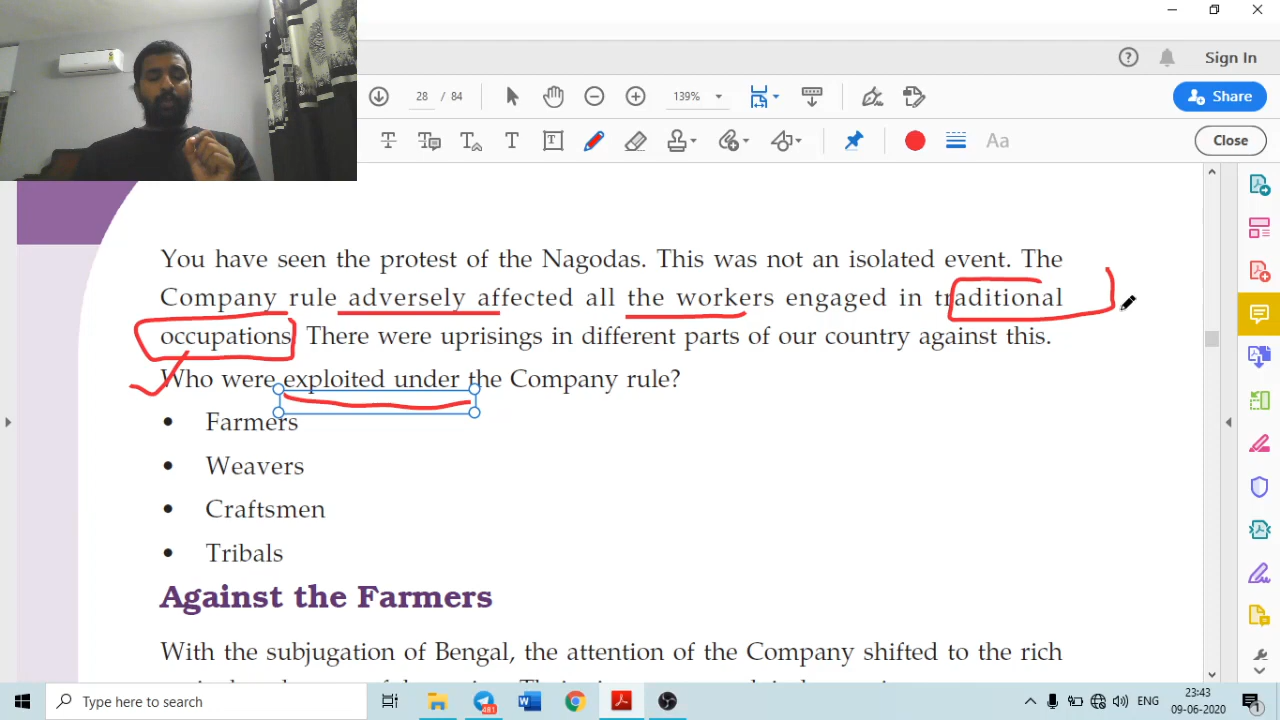 Sign In
28 / 84
139%
Share
T T T T Aa
Close
You have seen the protest of the Nagodas. This was not an isolated event. The
Company rule adversely affected all the workers engaged in traditional
occupations. There were uprisings in different parts of our country against this.
Who were exploited under the Company rule?
• Farmers
• Weavers
• Craftsmen
• Tribals
Against the Farmers
With the subjugation of Bengal, the attention of the Company shifted to the rich
Type here to search
481
ENG
23:43
09-06-2020
1